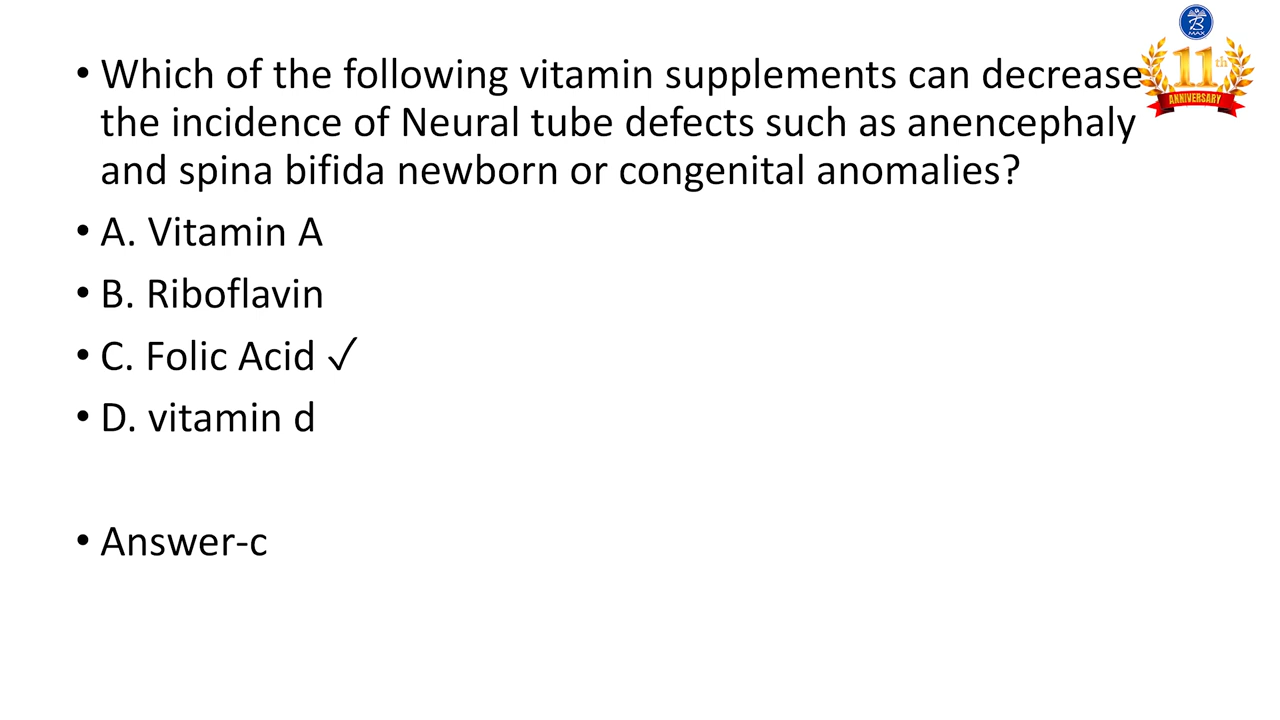 • Which of the following vitamin supplements can decrease
the incidence of Neural tube defects such as anencephaly
and spina bifida newborn or congenital anomalies?
• A. Vitamin A
• B. Riboflavin
• C. Folic Acid ✓
• D. vitamin d
• Answer-c
B
MAX
11th
ANNIVERSARY